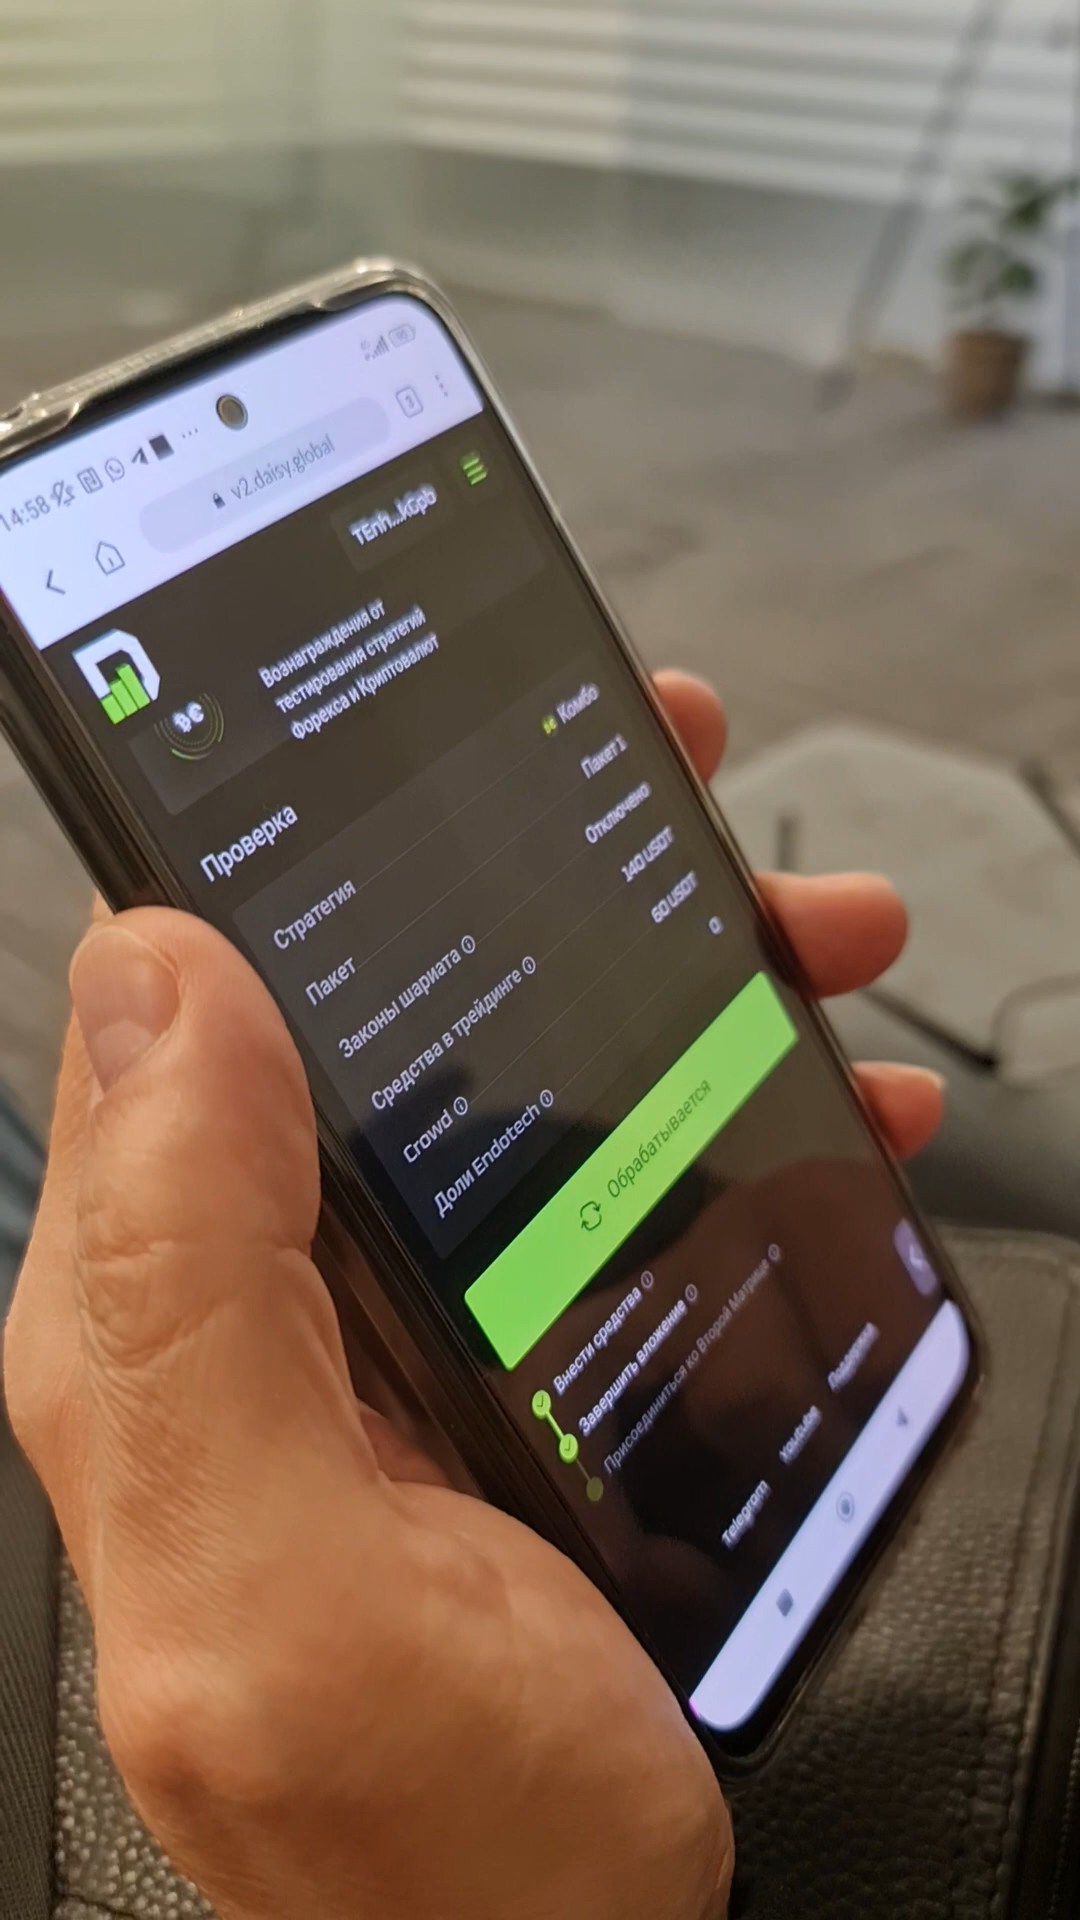 14:58
3
v2.daisy.global
TEnh...kGpb
Вознаграждения от
тестирования стратегий
Форекса и Криптовалют
Проверка
Стратегия Комбо
Пакет Пакет 1
Законы шариата Отключено
Средства в трейдинге 140 USDT
Crowd 60 USDT
Доли Endotech 0
Обрабатывается
Внести средства
Завершить вложение
Присоединиться ко Второй Матрице
Telegram Youtube Поддержка